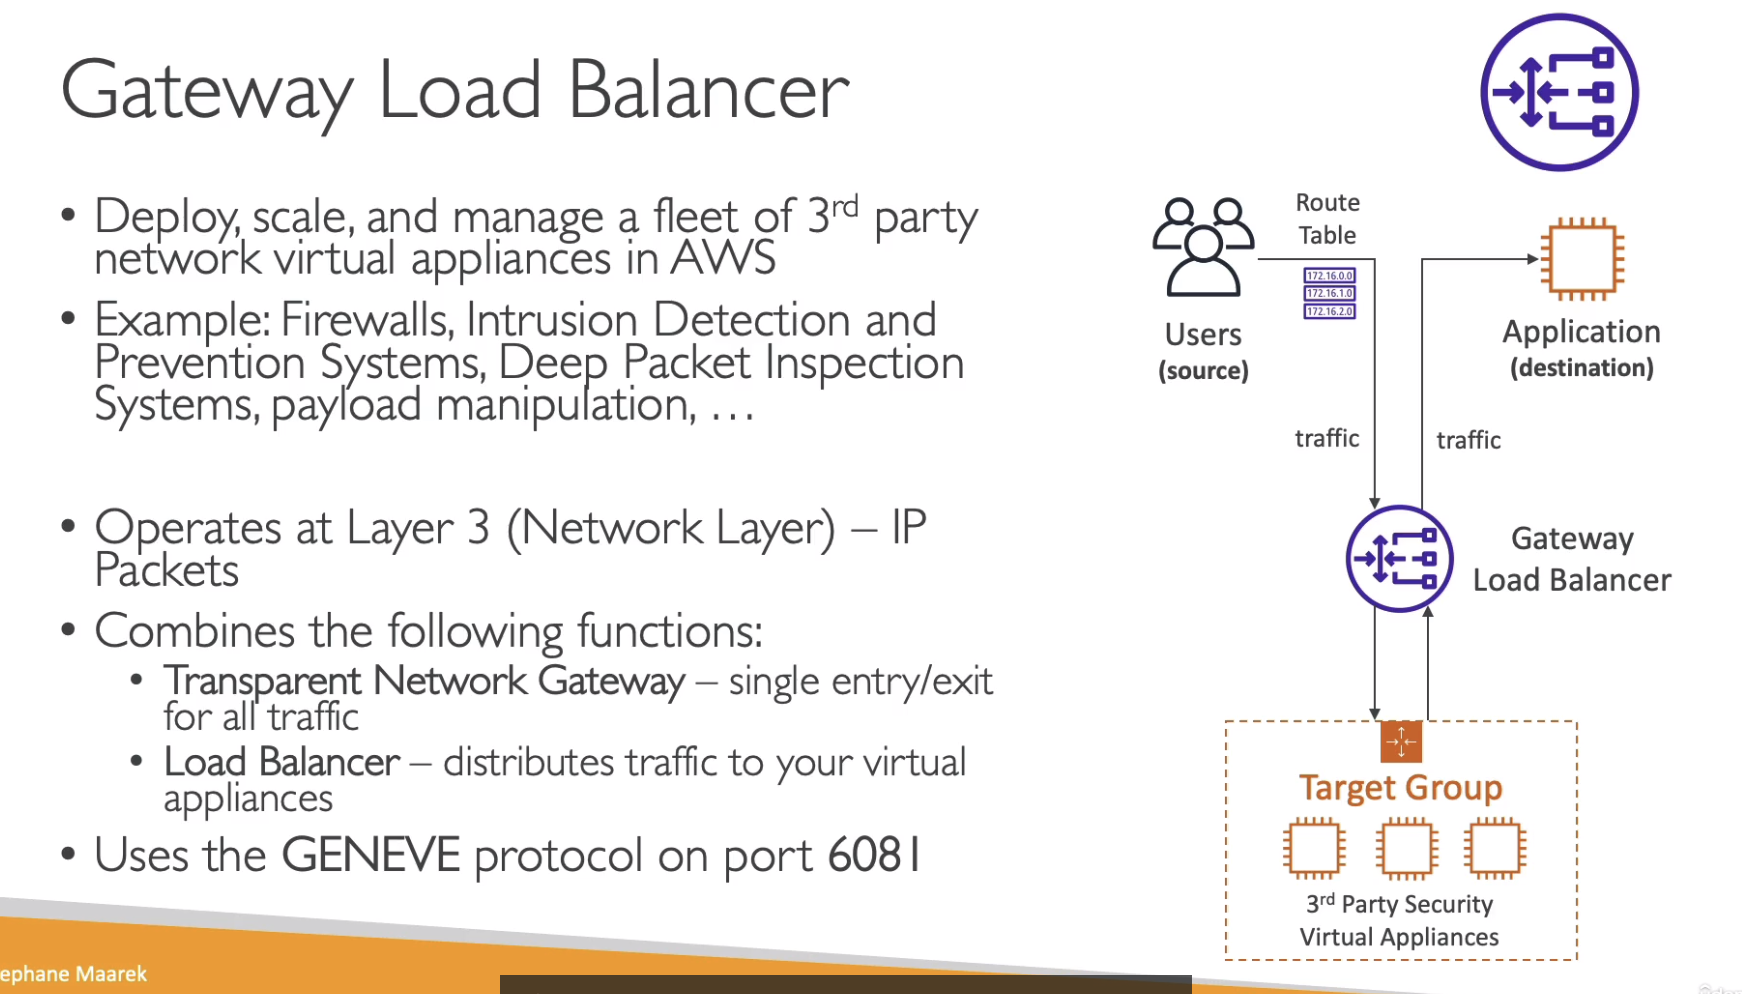 Gateway Load Balancer
• Deploy, scale, and manage a fleet of 3rd party
network virtual appliances in AWS
• Example: Firewalls, Intrusion Detection and
Prevention Systems, Deep Packet Inspection
Systems, payload manipulation, …
• Operates at Layer 3 (Network Layer) – IP
Packets
• Combines the following functions:
• Transparent Network Gateway – single entry/exit
for all traffic
• Load Balancer – distributes traffic to your virtual
appliances
• Uses the GENEVE protocol on port 6081
Route
Table
172.16.0.0
172.16.1.0
172.16.2.0
Users
(source)
Application
(destination)
traffic
traffic
Gateway
Load Balancer
Target Group
3rd Party Security
Virtual Appliances
ephane Maarek